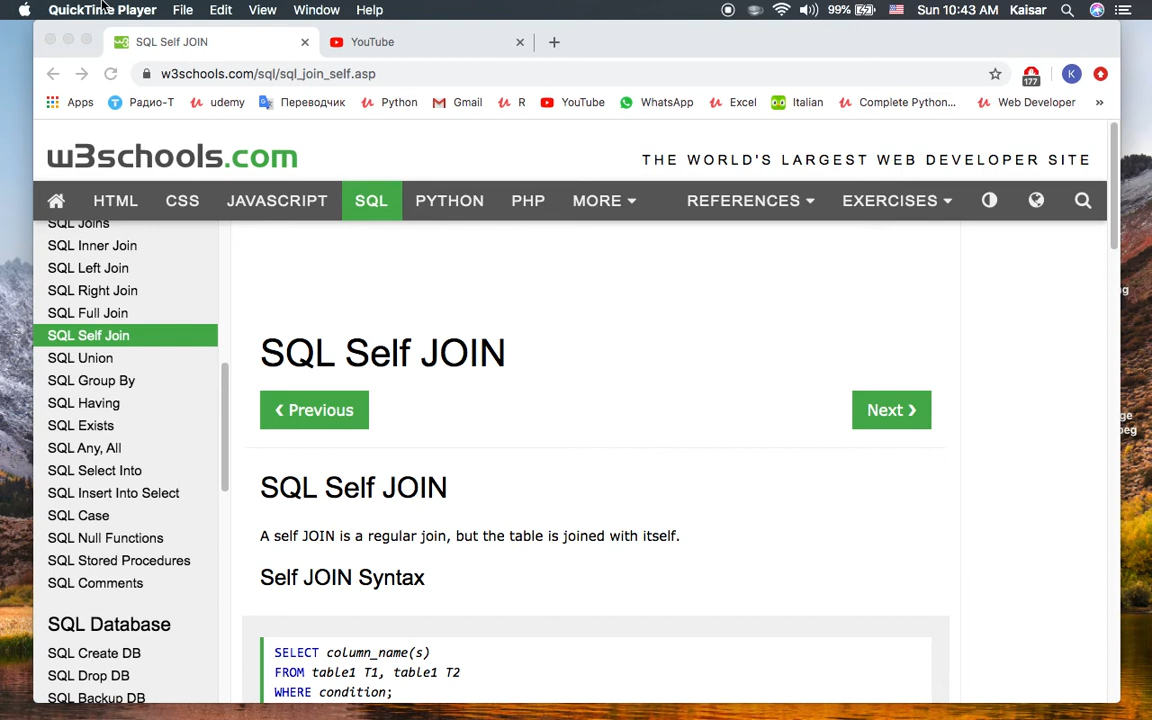 QuickTime Player File Edit View Window Help 99% Sun 10:43 AM Kaisar
SQL Self JOIN YouTube
w3schools.com/sql/sql_join_self.asp 177 K
Apps Радио-Т udemy Переводчик Python Gmail R YouTube WhatsApp Excel Italian Complete Python... Web Developer »
w3schools.com THE WORLD'S LARGEST WEB DEVELOPER SITE
HTML CSS JAVASCRIPT SQL PYTHON PHP MORE REFERENCES EXERCISES
SQL Joins
SQL Inner Join
SQL Left Join
SQL Right Join
SQL Full Join
SQL Self Join
SQL Union
SQL Group By
SQL Having
SQL Exists
SQL Any, All
SQL Select Into
SQL Insert Into Select
SQL Case
SQL Null Functions
SQL Stored Procedures
SQL Comments
SQL Database
SQL Create DB
SQL Drop DB
SQL Backup DB
SQL Self JOIN
❮ Previous Next ❯
SQL Self JOIN
A self JOIN is a regular join, but the table is joined with itself.
Self JOIN Syntax
SELECT column_name(s)
FROM table1 T1, table1 T2
WHERE condition;